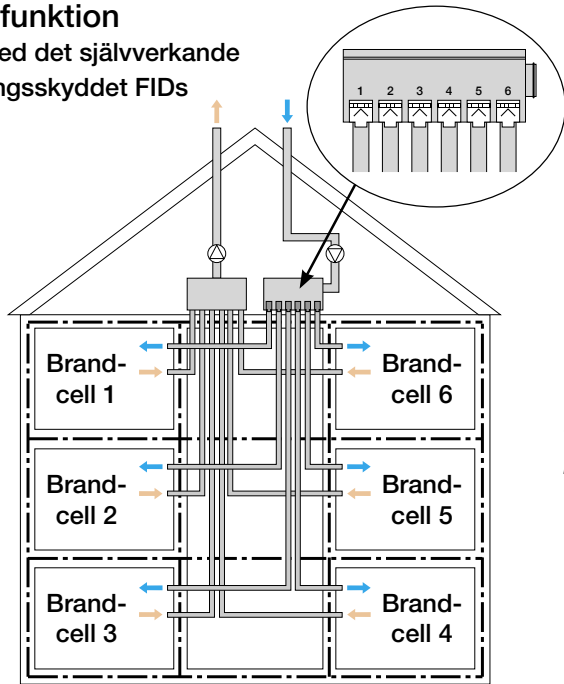 funktion
ed det självverkande
ngsskyddet FIDs
1 2 3 4 5 6
Brand-
cell 1
Brand-
cell 6
Brand-
cell 2
Brand-
cell 5
Brand-
cell 3
Brand-
cell 4